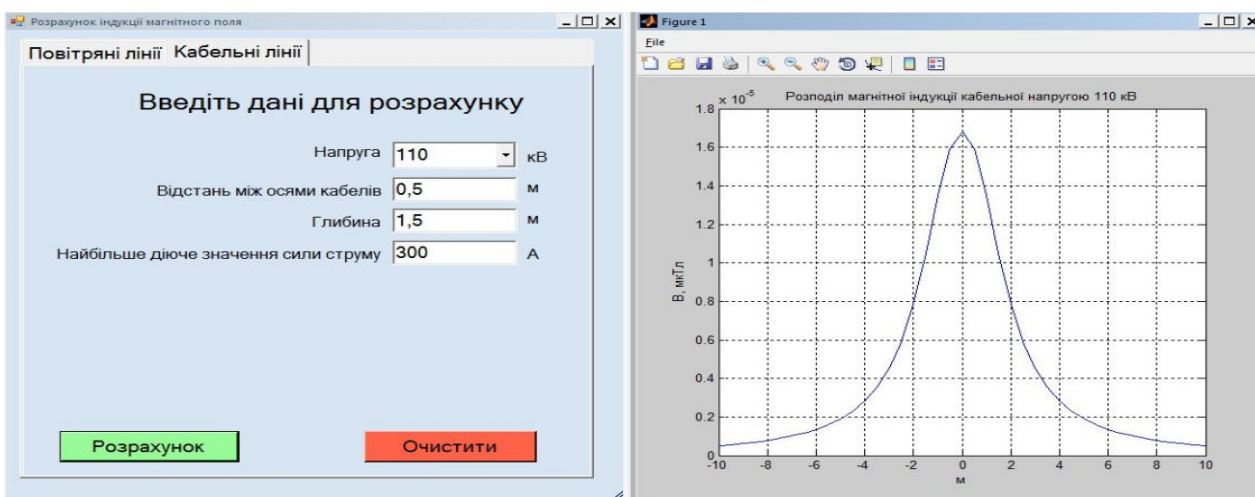 Розрахунок індукції магнітного поля
Повітряні лінії Кабельні лінії
Введіть дані для розрахунку
Напруга 110 кВ
Відстань між осями кабелів 0,5 м
Глибина 1,5 м
Найбільше діюче значення сили струму 300 А
Розрахунок Очистити
Figure 1
File
x 10^-5 Розподіл магнітної індукції кабельної напругою 110 кВ
1.8
1.6
1.4
1.2
1
0.8
0.6
0.4
0.2
0
В, мкТл
-10 -8 -6 -4 -2 0 2 4 6 8 10
м